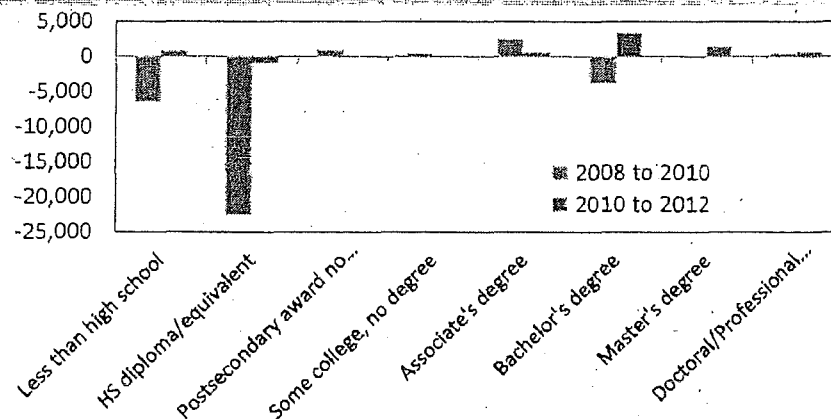 5,000
0
-5,000
-10,000
-15,000
-20,000
-25,000
2008 to 2010
2010 to 2012
Less than high school
HS diploma/equivalent
Postsecondary award no...
Some college, no degree
Associate's degree
Bachelor's degree
Master's degree
Doctoral/Professional...